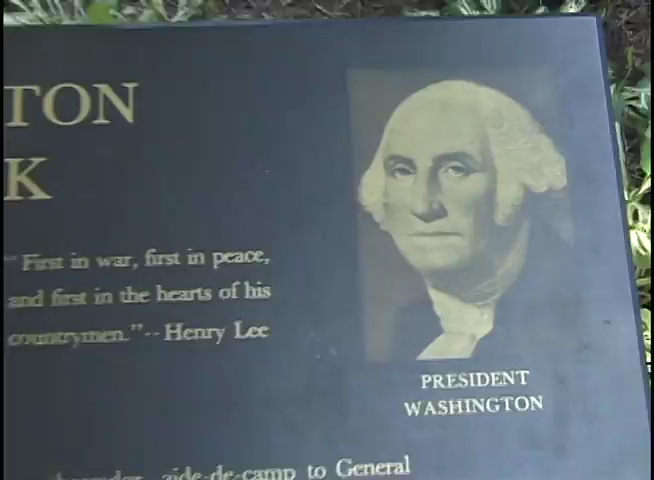 TON
K
"First in war, first in peace,
and first in the hearts of his
countrymen."-- Henry Lee
PRESIDENT
WASHINGTON
aide-de-camp to General